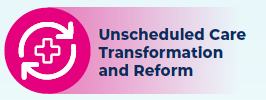 Unscheduled Care
Transformation
and Reform